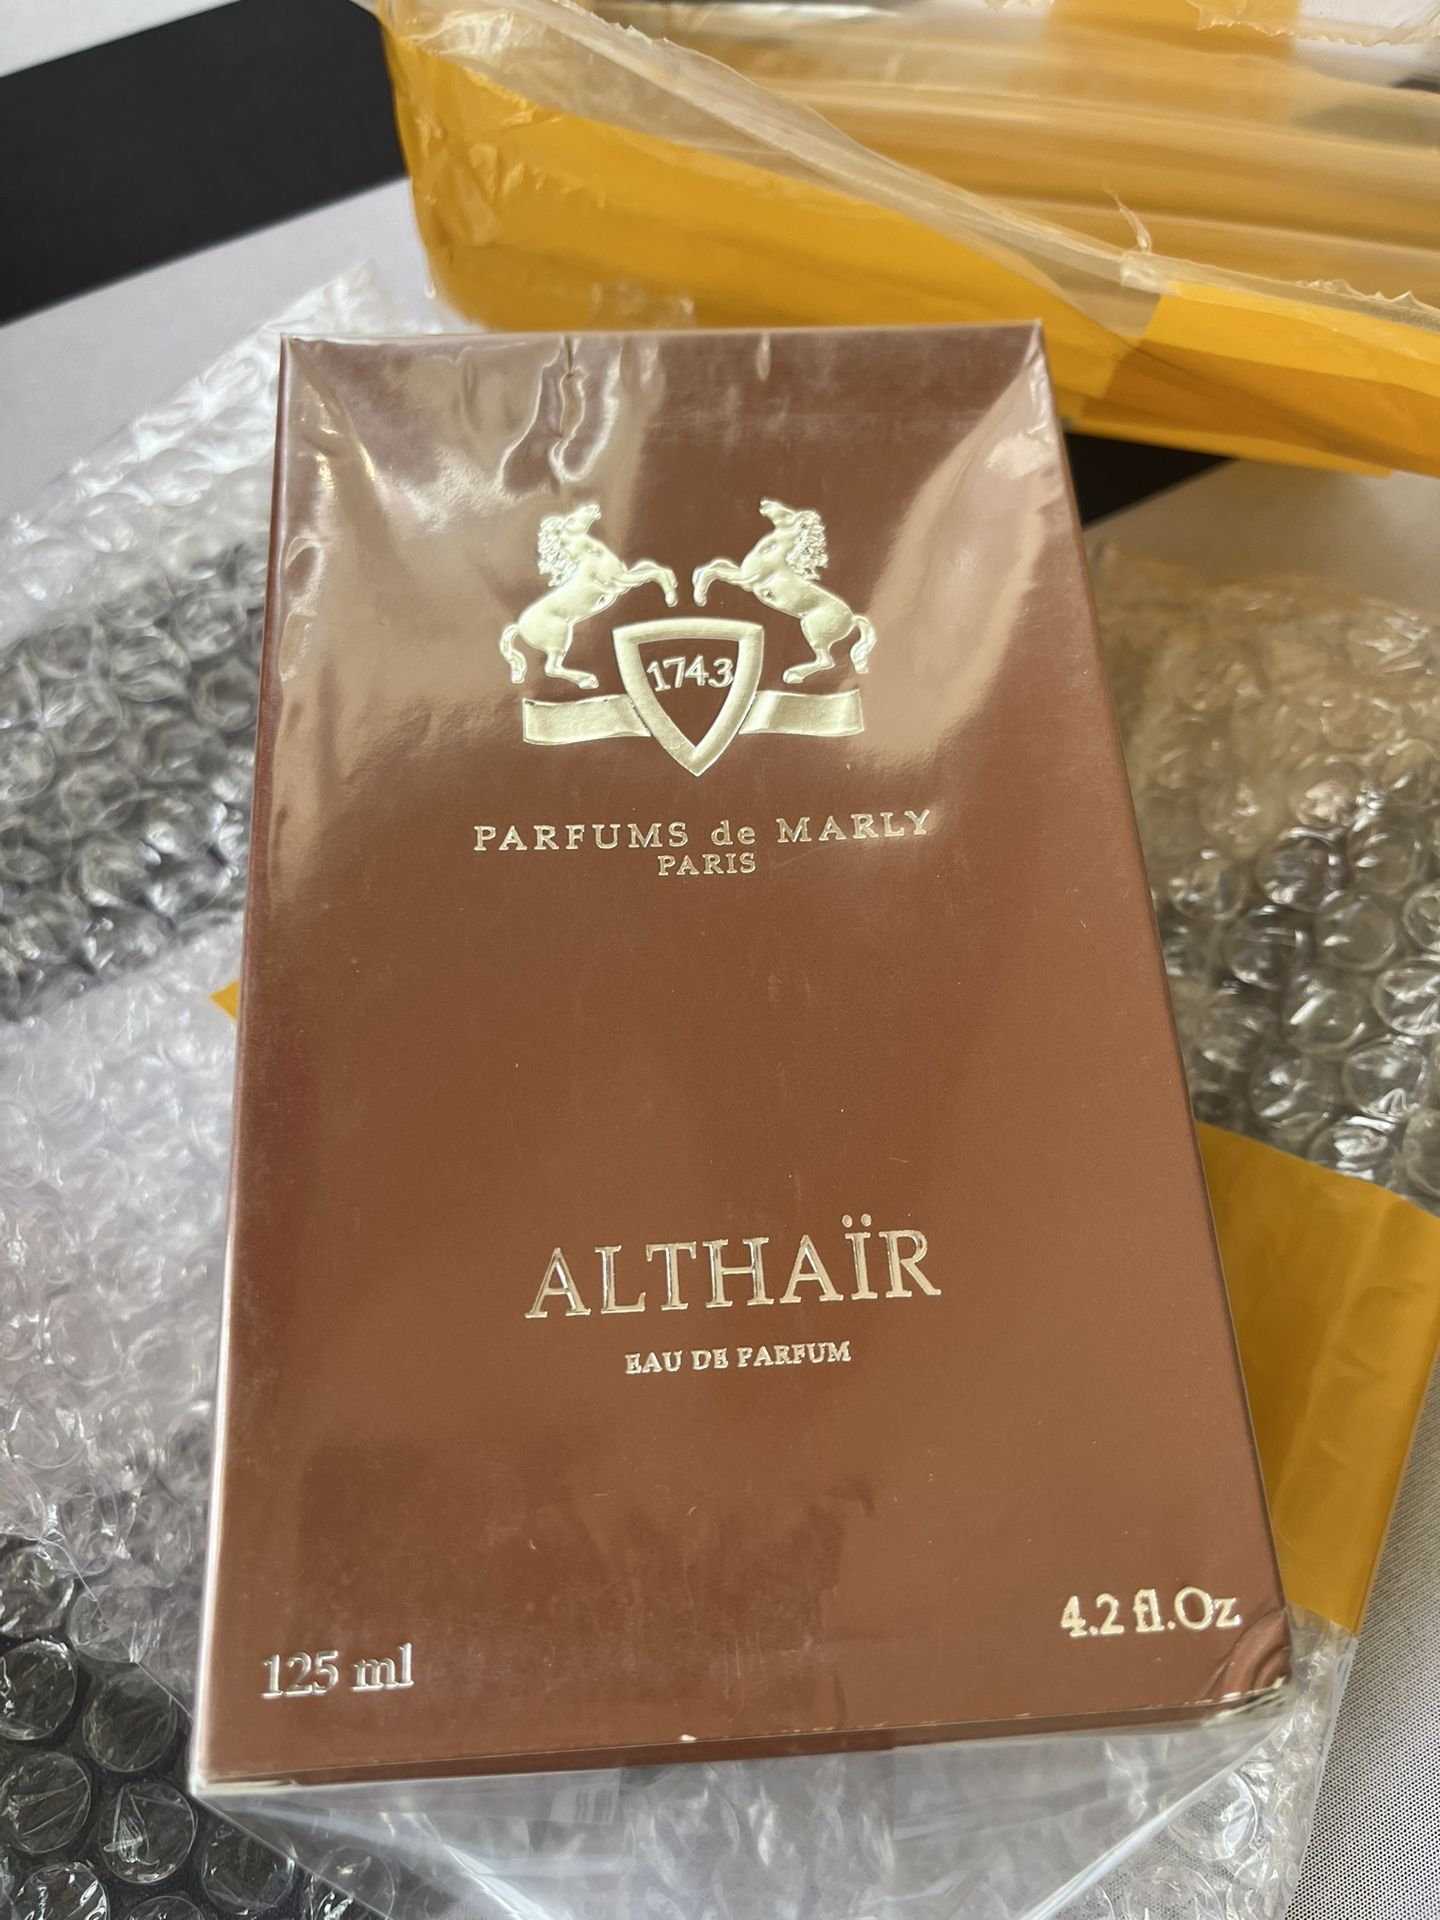 1743
PARFUMS de MARLY
PARIS
ALTHAÏR
EAU DE PARFUM
125 ml
4.2 fl.Oz